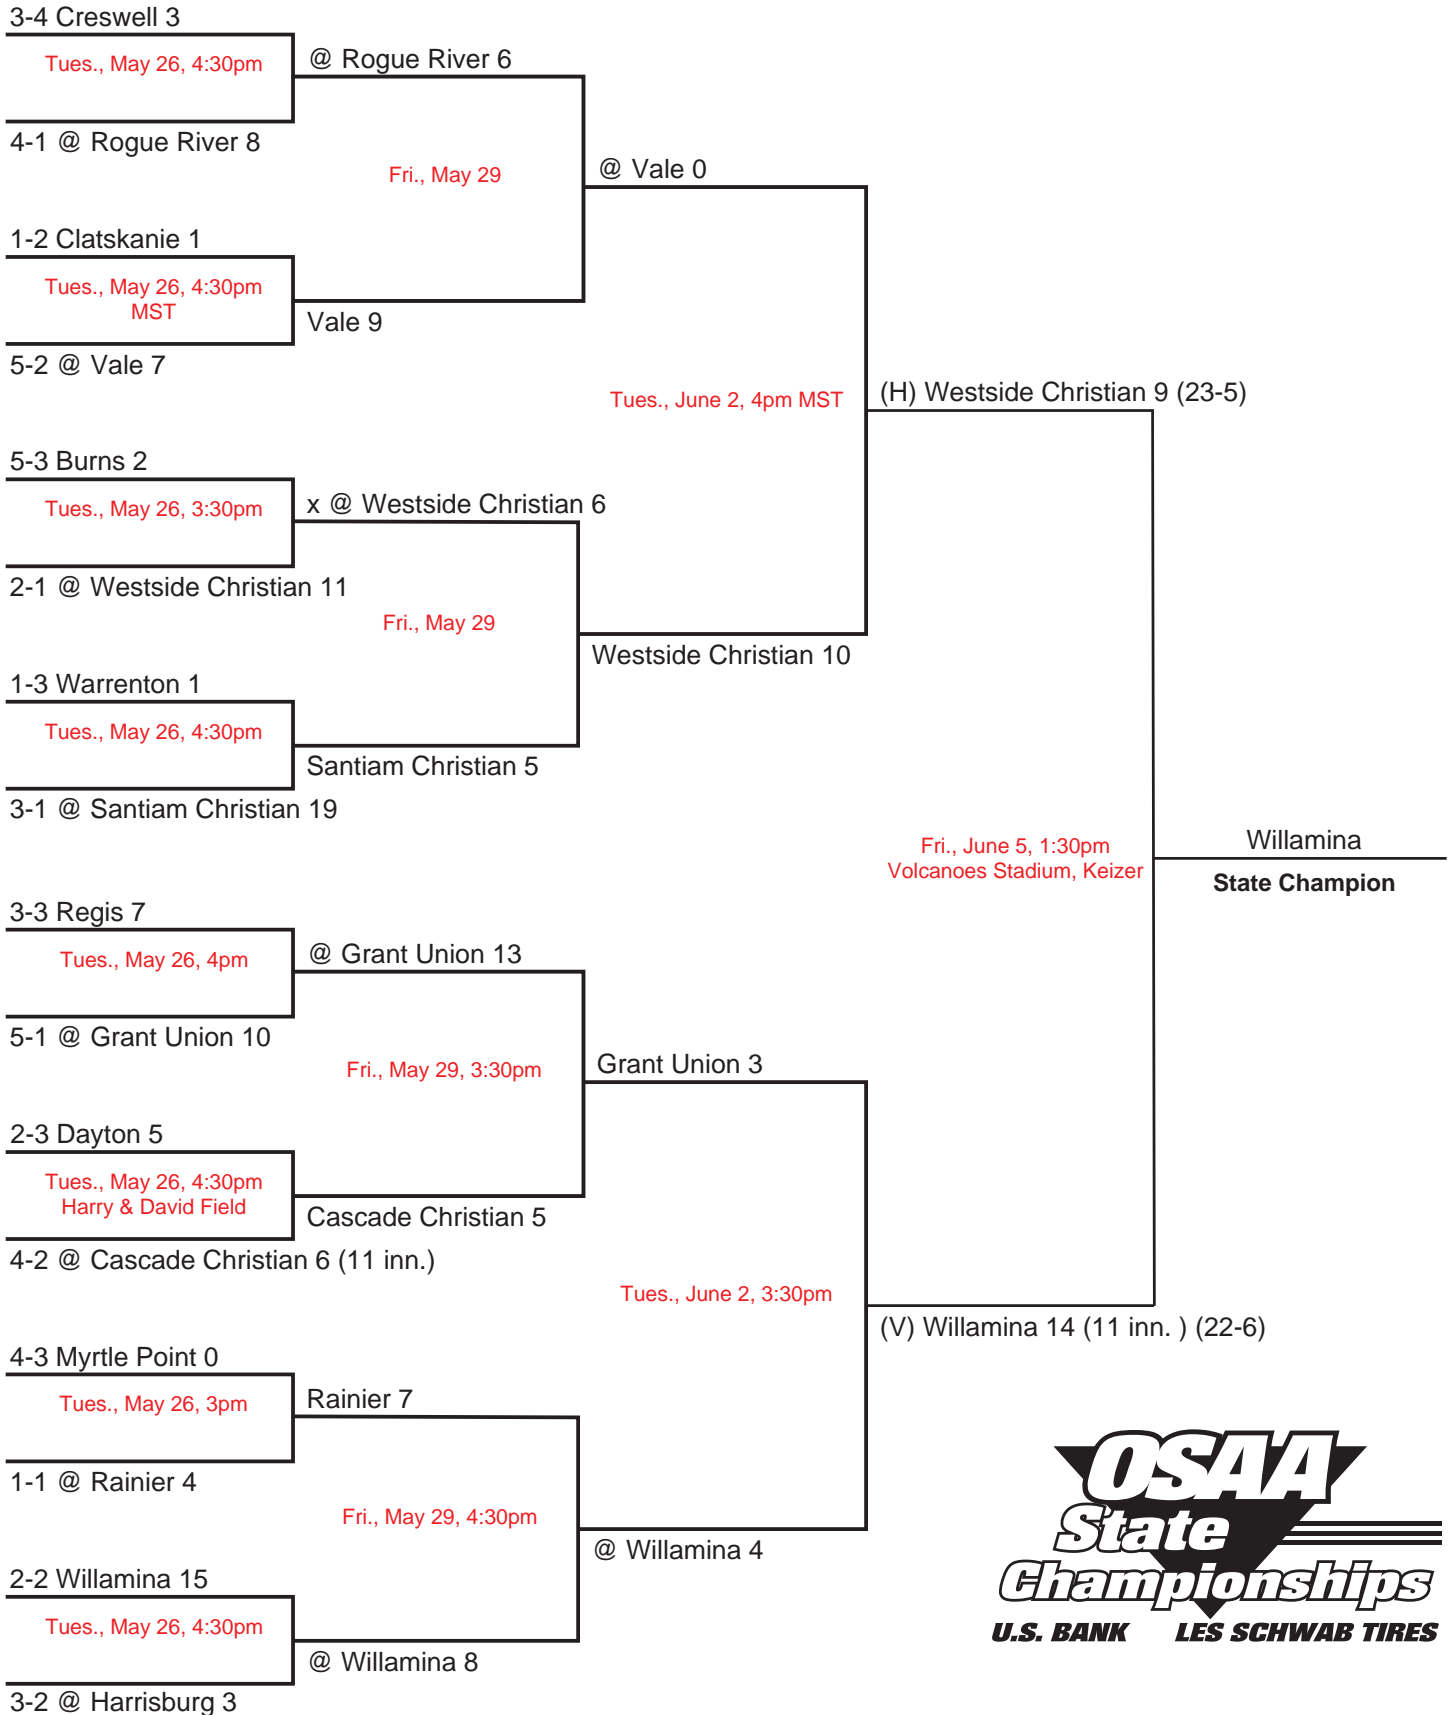 3-4 Creswell 3
Tues., May 26, 4:30pm
4-1 @ Rogue River 8
@ Rogue River 6
Fri., May 29
1-2 Clatskanie 1
Tues., May 26, 4:30pm
MST
5-2 @ Vale 7
Vale 9
@ Vale 0
Tues., June 2, 4pm MST
5-3 Burns 2
Tues., May 26, 3:30pm
2-1 @ Westside Christian 11
x @ Westside Christian 6
Fri., May 29
1-3 Warrenton 1
Tues., May 26, 4:30pm
3-1 @ Santiam Christian 19
Santiam Christian 5
Westside Christian 10
(H) Westside Christian 9 (23-5)
Fri., June 5, 1:30pm
Volcanoes Stadium, Keizer
Willamina
State Champion
3-3 Regis 7
Tues., May 26, 4pm
5-1 @ Grant Union 10
@ Grant Union 13
Fri., May 29, 3:30pm
2-3 Dayton 5
Tues., May 26, 4:30pm
Harry & David Field
4-2 @ Cascade Christian 6 (11 inn.)
Cascade Christian 5
Grant Union 3
Tues., June 2, 3:30pm
(V) Willamina 14 (11 inn. ) (22-6)
4-3 Myrtle Point 0
Tues., May 26, 3pm
1-1 @ Rainier 4
Rainier 7
Fri., May 29, 4:30pm
2-2 Willamina 15
Tues., May 26, 4:30pm
3-2 @ Harrisburg 3
@ Willamina 8
@ Willamina 4
OSAA
State
Championships
U.S. BANK LES SCHWAB TIRES